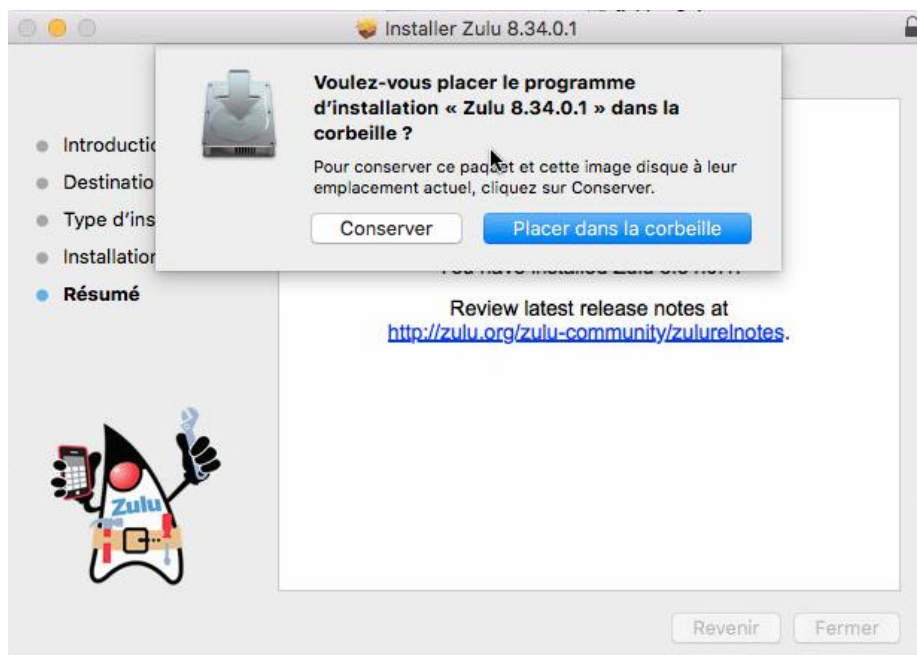 Installer Zulu 8.34.0.1
Voulez-vous placer le programme
d'installation « Zulu 8.34.0.1 » dans la
corbeille ?
Pour conserver ce paquet et cette image disque à leur
emplacement actuel, cliquez sur Conserver.
Conserver
Placer dans la corbeille
Introductio
Destinatio
Type d'ins
Installation
Résumé
Review latest release notes at
http://zulu.org/zulu-community/zulurelnotes.
Zulu
Revenir
Fermer